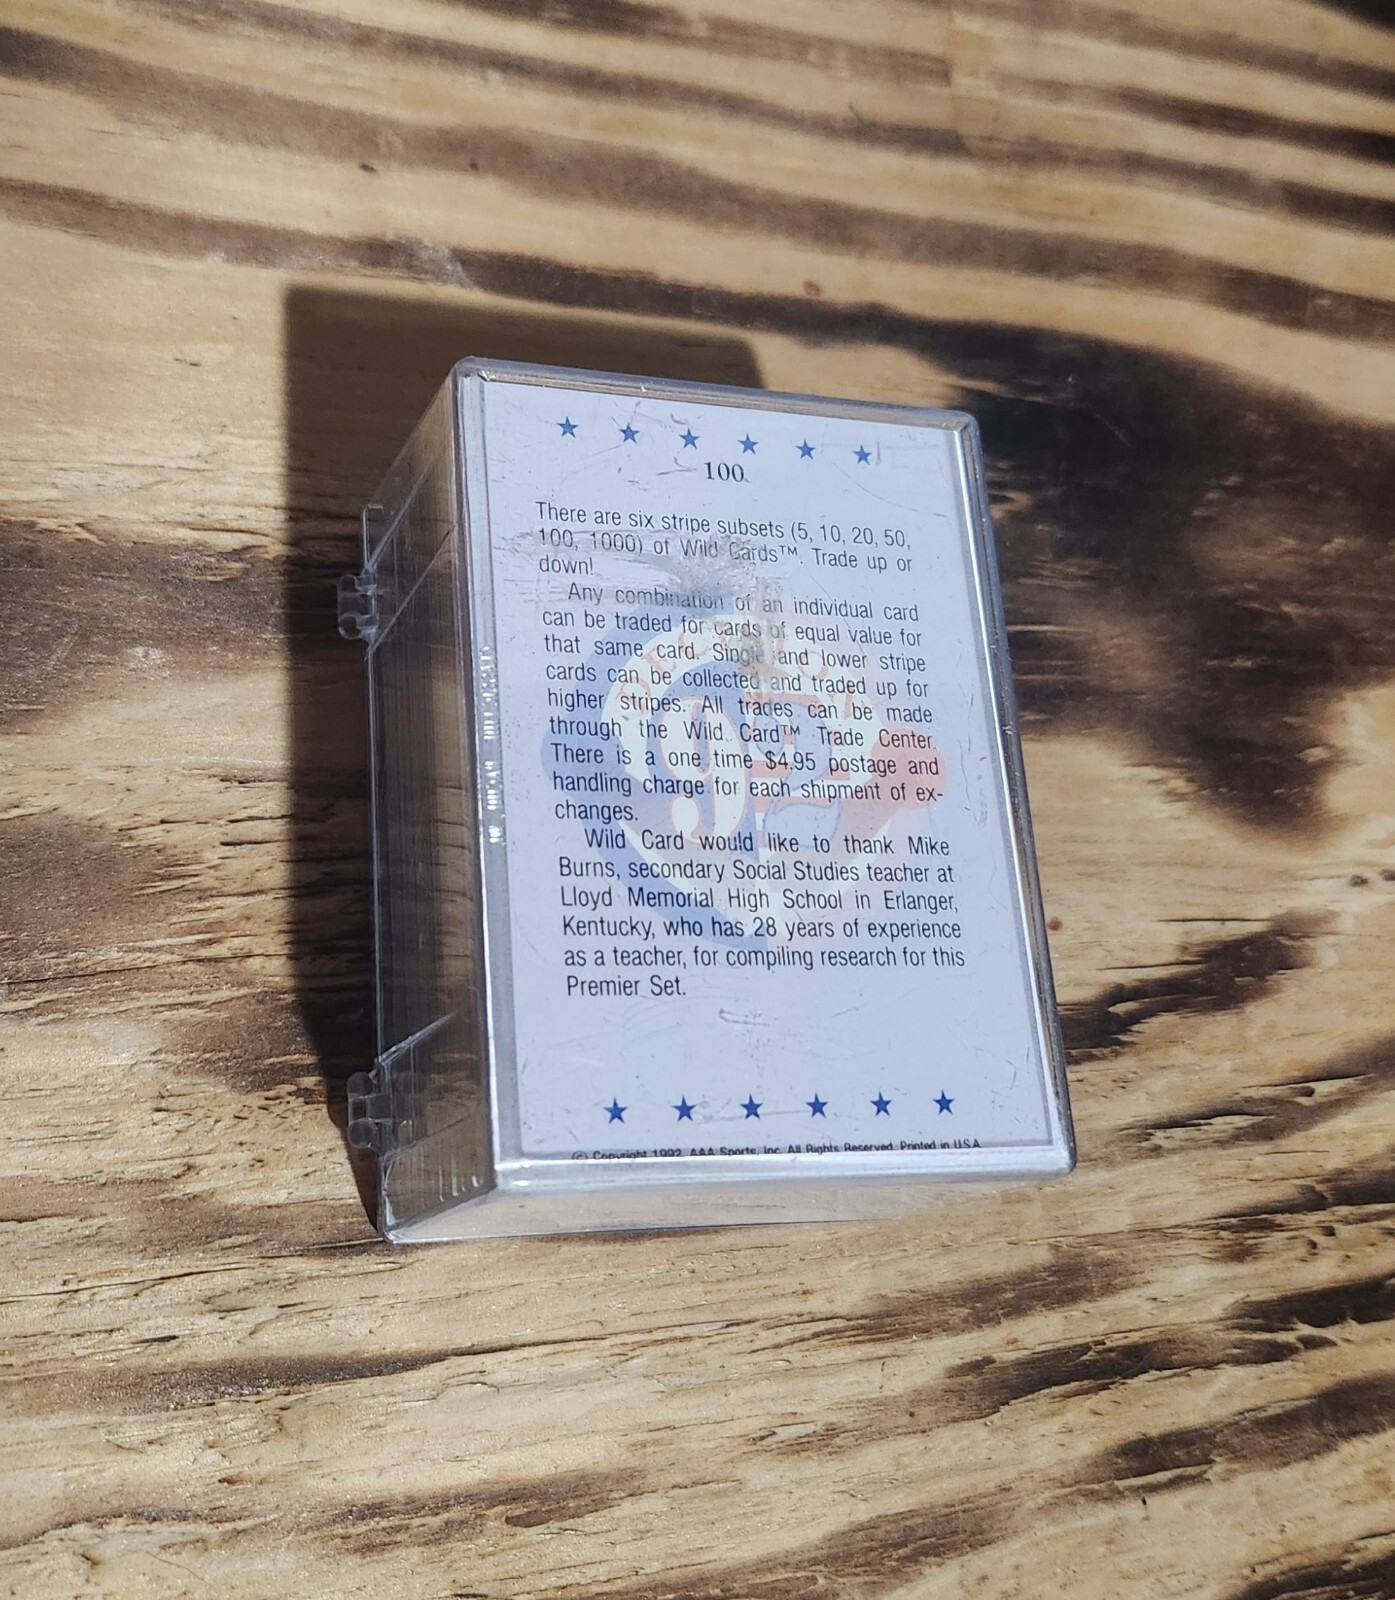 100
There are six stripe subsets (5, 10, 20, 50,
100, 1000) of Wild Cards™. Trade up or
down!
Any combination of an individual card
can be traded for cards of equal value for
that same card. Single and lower stripe
cards can be collected and traded up for
higher stripes. All trades can be made
through the Wild Card™ Trade Center.
There is a one time $4.95 postage and
handling charge for each shipment of ex-
changes.
Wild Card would like to thank Mike
Burns, secondary Social Studies teacher at
Lloyd Memorial High School in Erlanger,
Kentucky, who has 28 years of experience
as a teacher, for compiling research for this
Premier Set.
© Copyright 1992 AAA Sports, Inc. All Rights Reserved. Printed in U.S.A.
DECISION
92